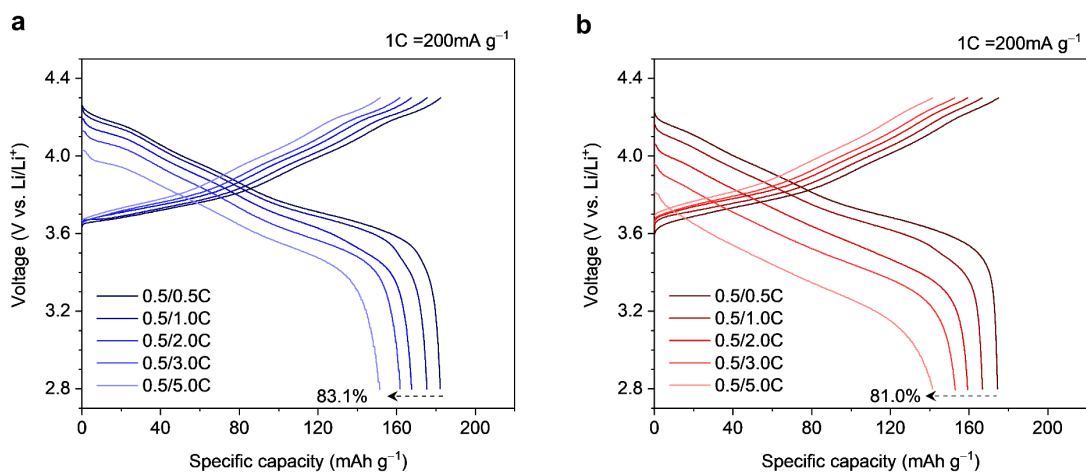 a
1C =200mA g⁻¹
4.4
4.0
3.6
3.2
2.8
Voltage (V vs. Li/Li⁺)
0.5/0.5C
0.5/1.0C
0.5/2.0C
0.5/3.0C
0.5/5.0C
83.1%
0 40 80 120 160 200
Specific capacity (mAh g⁻¹)
b
1C =200mA g⁻¹
4.4
4.0
3.6
3.2
2.8
Voltage (V vs. Li/Li⁺)
0.5/0.5C
0.5/1.0C
0.5/2.0C
0.5/3.0C
0.5/5.0C
81.0%
0 40 80 120 160 200
Specific capacity (mAh g⁻¹)